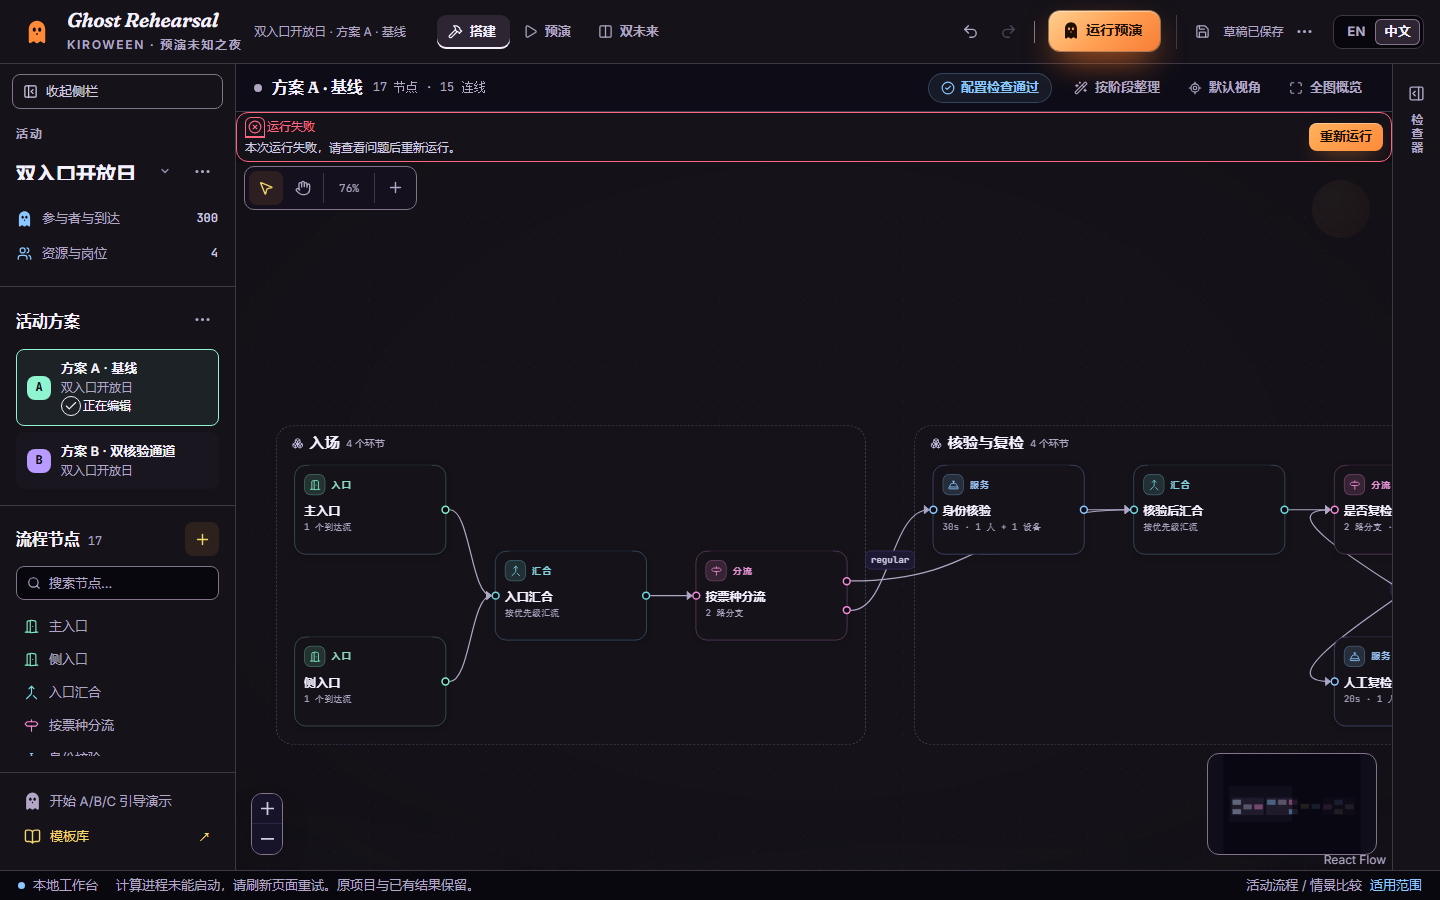 Ghost Rehearsal
KIROWEEN · 预演未知之夜
双入口开放日 · 方案 A · 基线
搭建
预演
双未来
运行预演
草稿已保存
EN
中文
收起侧栏
活动
双入口开放日
参与者与到达 300
资源与岗位 4
活动方案
A
方案 A · 基线
双入口开放日
正在编辑
B
方案 B · 双核验通道
双入口开放日
流程节点 17
搜索节点...
主入口
侧入口
入口汇合
按票种分流
身份核验
开始 A/B/C 引导演示
模板库
方案 A · 基线 17 节点 · 15 连线
配置检查通过
按阶段整理
默认视角
全图概览
运行失败
本次运行失败，请查看问题后重新运行。
重新运行
76%
检查器
入场 4 个环节
入口
主入口
1 个到达流
入口
侧入口
1 个到达流
汇合
入口汇合
按优先级汇流
分流
按票种分流
2 路分支
regular
核验与复检 4 个环节
服务
身份核验
30s · 1 人 + 1 设备
汇合
核验后汇合
按优先级汇流
分流
是否复检
2 路分支 ·
服务
人工复检
20s · 1 人
React Flow
本地工作台
计算进程未能启动，请刷新页面重试。原项目与已有结果保留。
活动流程 / 情景比较 适用范围